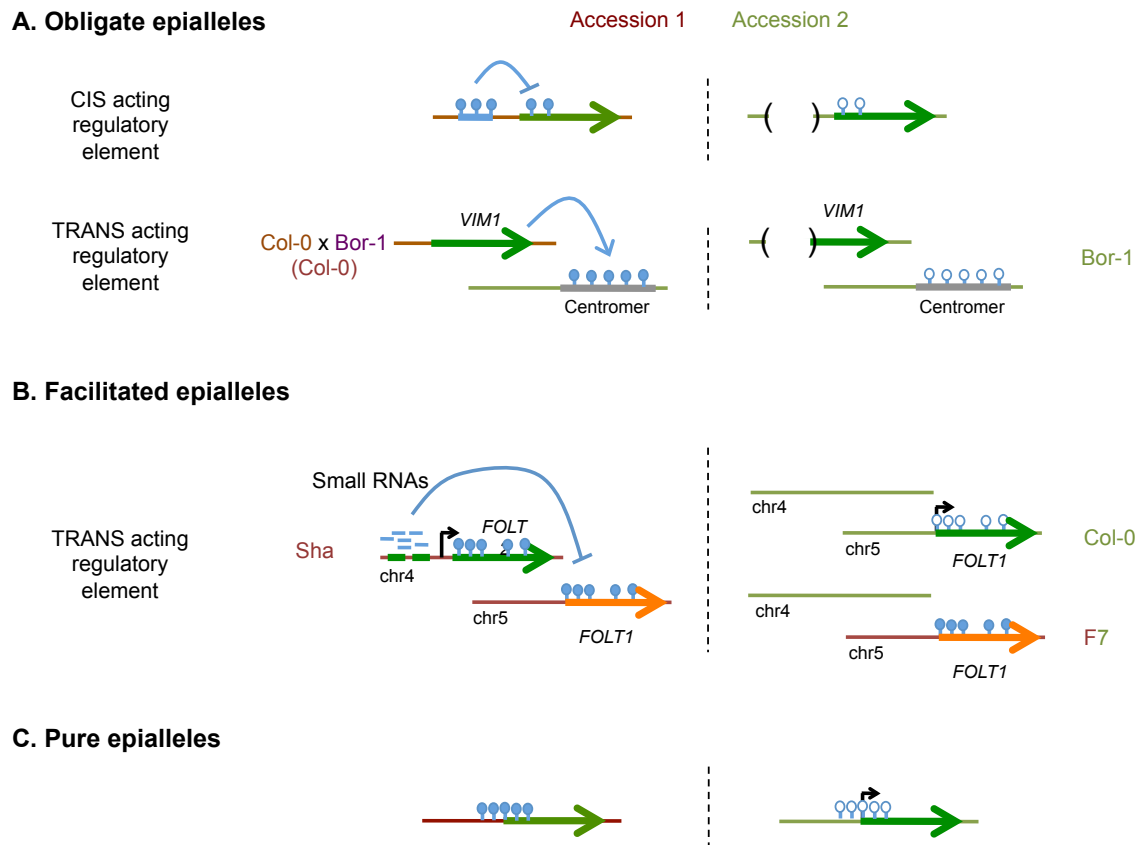 A. Obligate epialleles
Accession 1
Accession 2
CIS acting
regulatory
element
TRANS acting
regulatory
element
Col-0 x Bor-1
(Col-0)
VIM1
Centromer
VIM1
Centromer
Bor-1
B. Facilitated epialleles
TRANS acting
regulatory
element
Small RNAs
Sha
chr4
FOLT
2
chr5
FOLT1
chr4
chr5
FOLT1
Col-0
chr4
chr5
FOLT1
F7
C. Pure epialleles